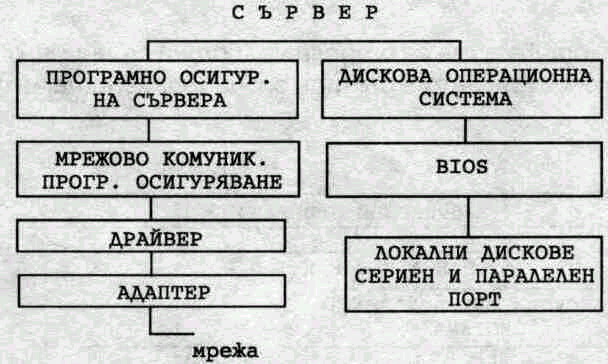 СЪРВЕР
ПРОГРАМНО ОСИГУР.
НА СЪРВЕРА
МРЕЖОВО КОМУНИК.
ПРОГР. ОСИГУРЯВАНЕ
ДРАЙВЕР
АДАПТЕР
мрежа
ДИСКОВА ОПЕРАЦИОННА
СИСТЕМА
BIOS
ЛОКАЛНИ ДИСКОВЕ
СЕРИЕН И ПАРАЛЕЛЕН
ПОРТ